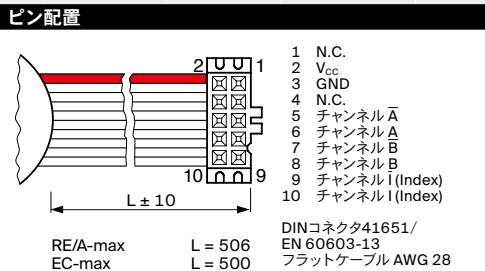 ピン配置
2 1
10 9
L ± 10
RE/A-max L = 506
EC-max L = 500
1 N.C.
2 V_CC
3 GND
4 N.C.
5 チャンネル A̅
6 チャンネル A
7 チャンネル B̅
8 チャンネル B
9 チャンネル I̅ (Index)
10 チャンネル I (Index)
DINコネクタ41651/
EN 60603-13
フラットケーブル AWG 28